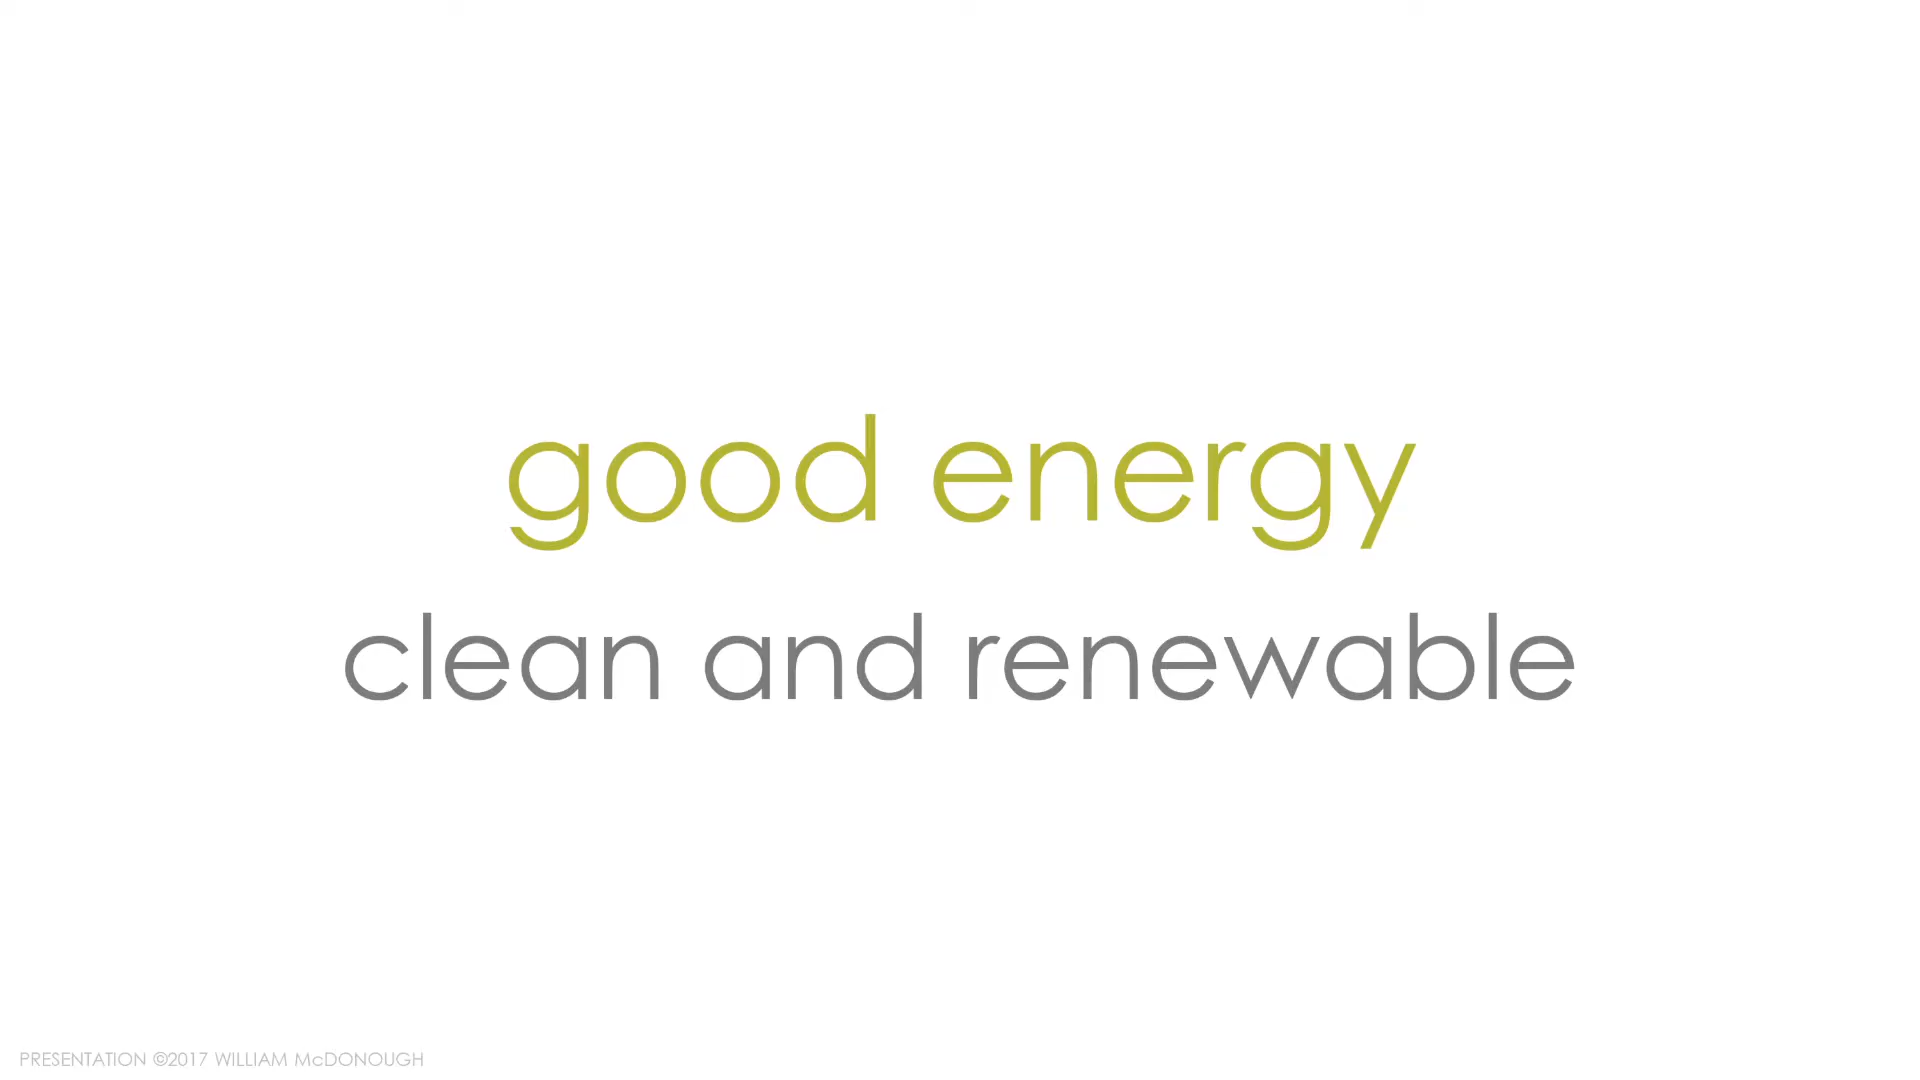 good energy
clean and renewable
PRESENTATION ©2017 WILLIAM McDONOUGH